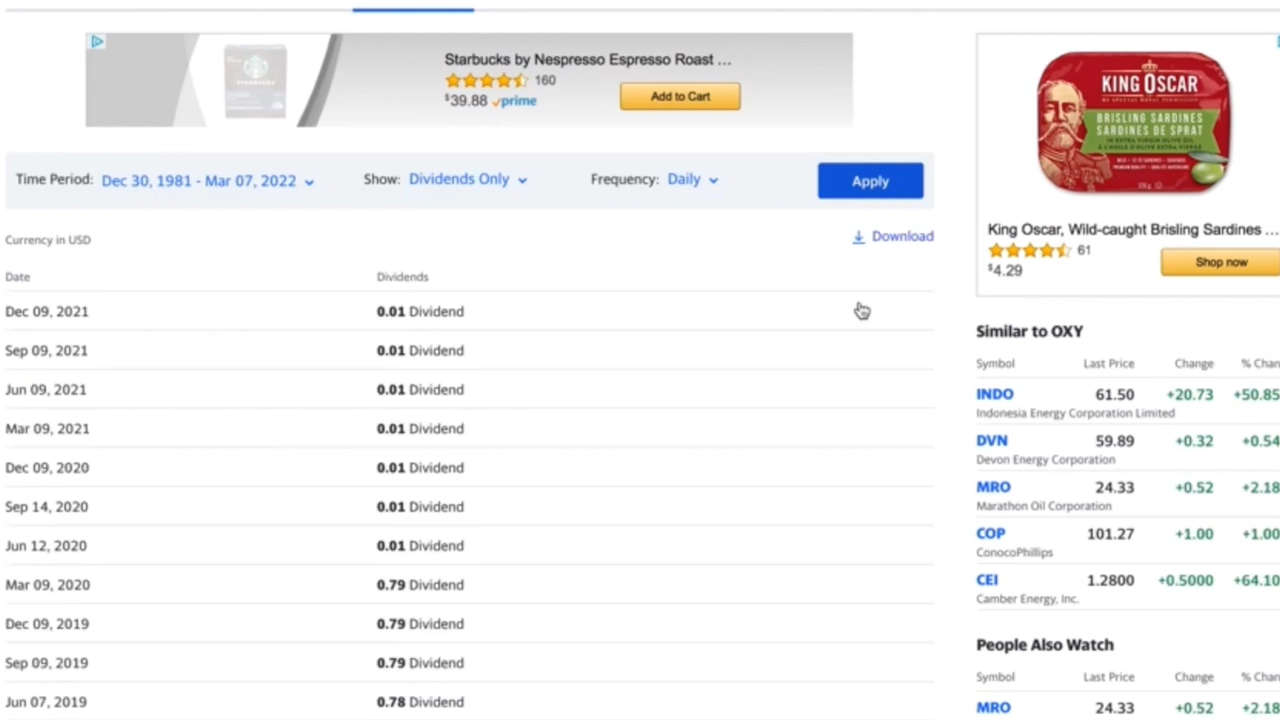 Starbucks by Nespresso Espresso Roast ...
160
$39.88 prime
Add to Cart
Time Period: Dec 30, 1981 - Mar 07, 2022
Show: Dividends Only
Frequency: Daily
Apply
Currency in USD
Download
Date Dividends
Dec 09, 2021 0.01 Dividend
Sep 09, 2021 0.01 Dividend
Jun 09, 2021 0.01 Dividend
Mar 09, 2021 0.01 Dividend
Dec 09, 2020 0.01 Dividend
Sep 14, 2020 0.01 Dividend
Jun 12, 2020 0.01 Dividend
Mar 09, 2020 0.79 Dividend
Dec 09, 2019 0.79 Dividend
Sep 09, 2019 0.79 Dividend
Jun 07, 2019 0.78 Dividend
KING OSCAR
BRISLING SARDINES
SARDINES DE SPRAT
IN EXTRA VIRGIN OLIVE OIL
À L'HUILE D'OLIVE EXTRA VIERGE
King Oscar, Wild-caught Brisling Sardines ...
61
$4.29
Shop now
Similar to OXY
Symbol Last Price Change % Chan
INDO 61.50 +20.73 +50.85
Indonesia Energy Corporation Limited
DVN 59.89 +0.32 +0.54
Devon Energy Corporation
MRO 24.33 +0.52 +2.18
Marathon Oil Corporation
COP 101.27 +1.00 +1.00
ConocoPhillips
CEI 1.2800 +0.5000 +64.10
Camber Energy, Inc.
People Also Watch
Symbol Last Price Change % Chan
MRO 24.33 +0.52 +2.18